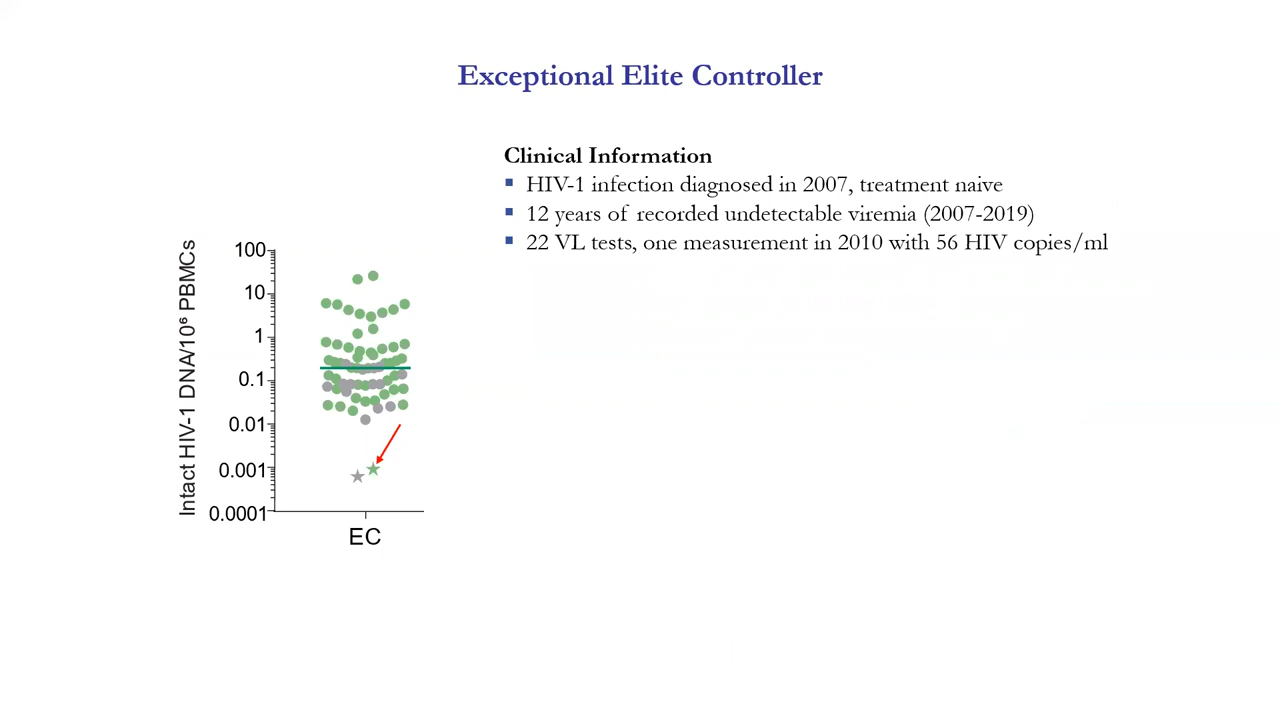 Exceptional Elite Controller
Clinical Information
HIV-1 infection diagnosed in 2007, treatment naive
12 years of recorded undetectable viremia (2007-2019)
22 VL tests, one measurement in 2010 with 56 HIV copies/ml
Intact HIV-1 DNA/10⁶ PBMCs
100
10
1
0.1
0.01
0.001
0.0001
EC